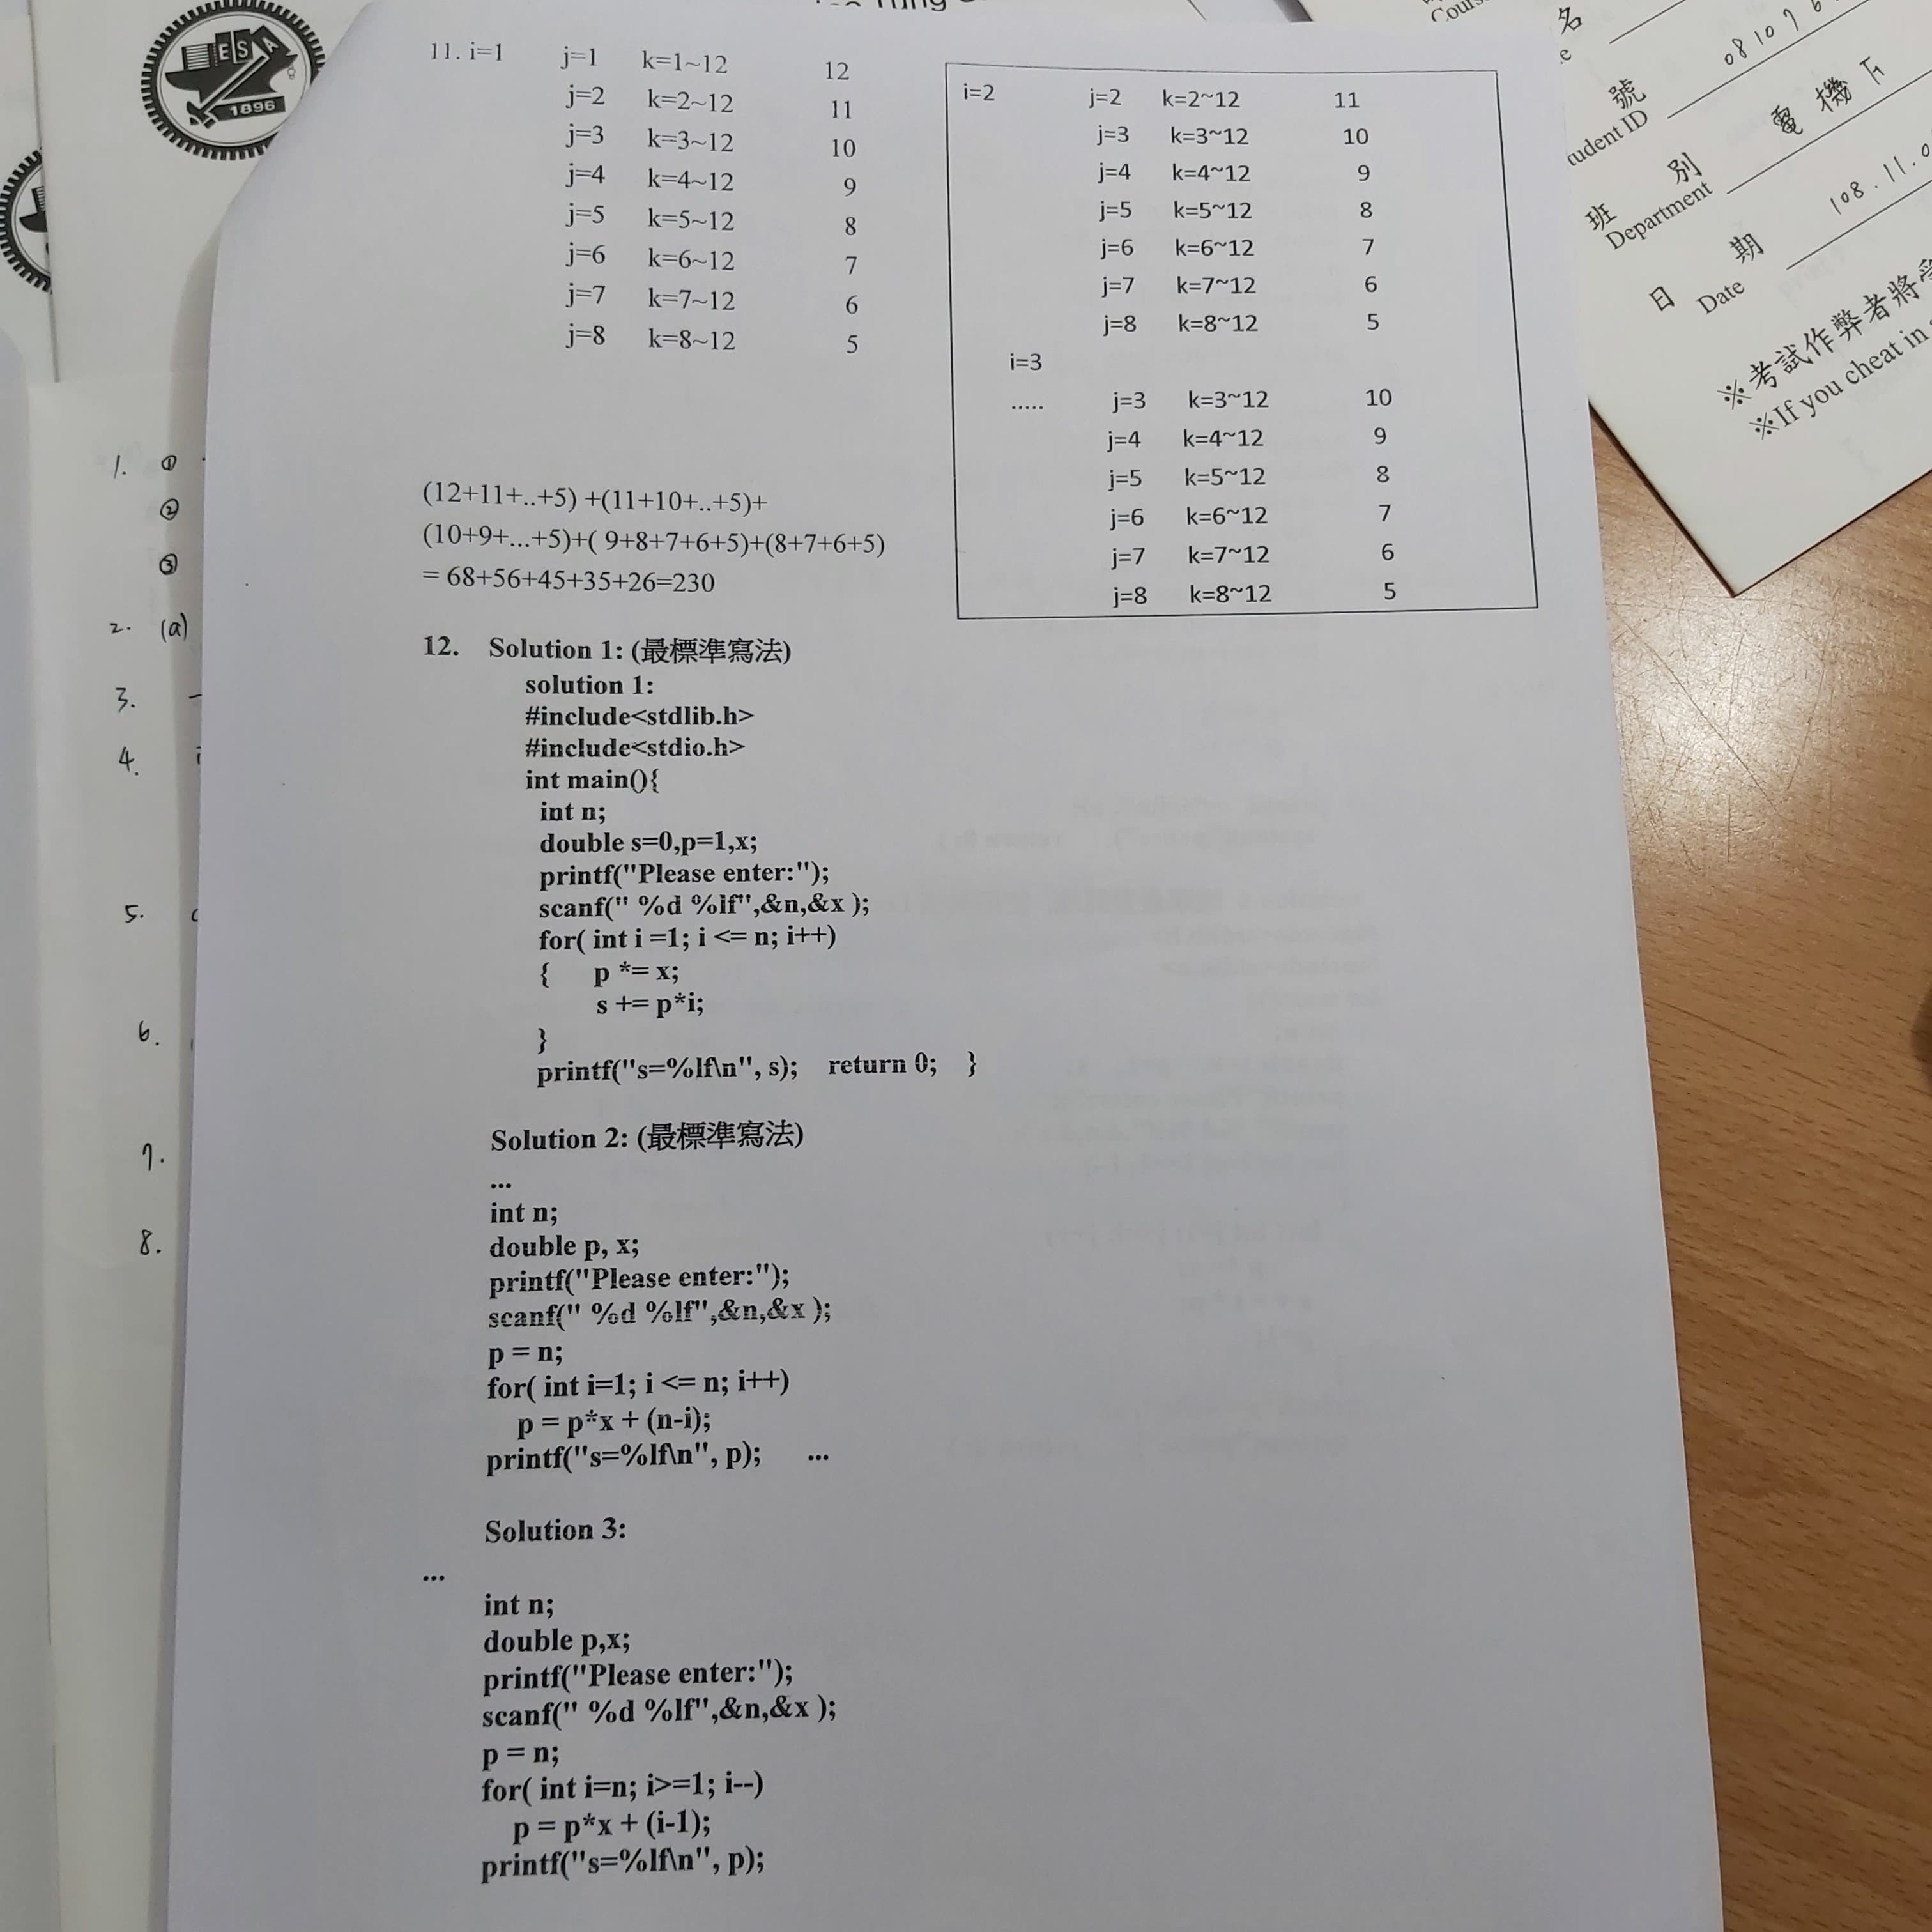 Tung
ESA
1896
11. i=1 j=1 k=1~12 12
j=2 k=2~12 11
j=3 k=3~12 10
j=4 k=4~12 9
j=5 k=5~12 8
j=6 k=6~12 7
j=7 k=7~12 6
j=8 k=8~12 5
i=2 j=2 k=2~12 11
j=3 k=3~12 10
j=4 k=4~12 9
j=5 k=5~12 8
j=6 k=6~12 7
j=7 k=7~12 6
j=8 k=8~12 5
i=3
..... j=3 k=3~12 10
j=4 k=4~12 9
j=5 k=5~12 8
j=6 k=6~12 7
j=7 k=7~12 6
j=8 k=8~12 5
(12+11+..+5) +(11+10+..+5)+
(10+9+...+5)+( 9+8+7+6+5)+(8+7+6+5)
= 68+56+45+35+26=230
12. Solution 1: (最標準寫法)
solution 1:
#include<stdlib.h>
#include<stdio.h>
int main(){
int n;
double s=0,p=1,x;
printf("Please enter:");
scanf(" %d %lf",&n,&x );
for( int i =1; i <= n; i++)
{ p *= x;
s += p*i;
}
printf("s=%lf\n", s); return 0; }
Solution 2: (最標準寫法)
...
int n;
double p, x;
printf("Please enter:");
scanf(" %d %lf",&n,&x );
p = n;
for( int i=1; i <= n; i++)
p = p*x + (n-i);
printf("s=%lf\n", p); ...
Solution 3:
...
int n;
double p,x;
printf("Please enter:");
scanf(" %d %lf",&n,&x );
p = n;
for( int i=n; i>=1; i--)
p = p*x + (i-1);
printf("s=%lf\n", p);
1. ①
②
③
2. (a)
3.
4.
5.
6.
7.
8.
名
號 08107
tudent ID
班 別 電機
Department
日 期 108.11.0
Date
※考試作弊者將
※If you cheat in